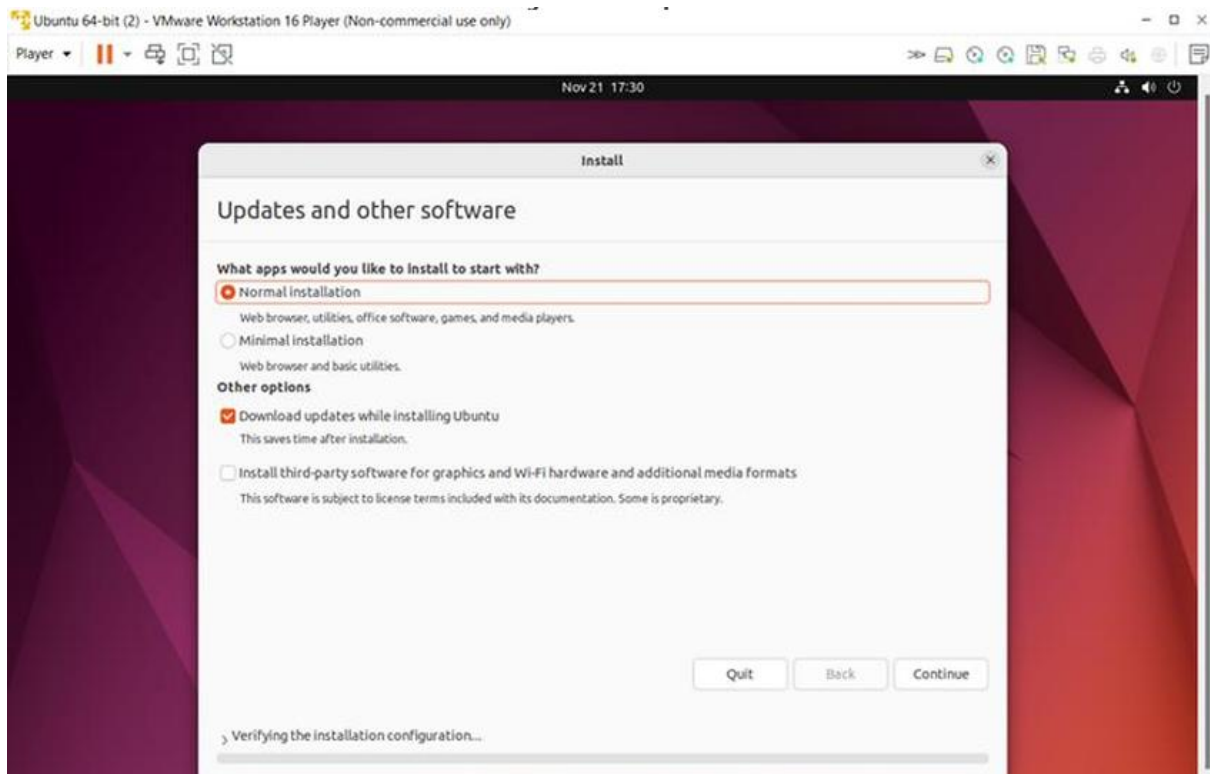 Ubuntu 64-bit (2) - VMware Workstation 16 Player (Non-commercial use only)
Player
Nov 21 17:30
Install
Updates and other software
What apps would you like to install to start with?
Normal installation
Web browser, utilities, office software, games, and media players.
Minimal installation
Web browser and basic utilities.
Other options
Download updates while installing Ubuntu
This saves time after installation.
Install third-party software for graphics and Wi-Fi hardware and additional media formats
This software is subject to license terms included with its documentation. Some is proprietary.
Quit Back Continue
Verifying the installation configuration...